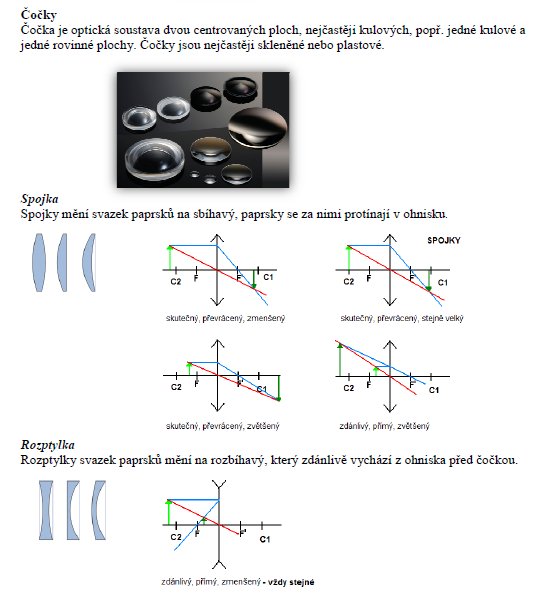 Čočky
Čočka je optická soustava dvou centrovaných ploch, nejčastěji kulových, popř. jedné kulové a
jedné rovinné plochy. Čočky jsou nejčastěji skleněné nebo plastové.
Spojka
Spojky mění svazek paprsků na sbíhavý, paprsky se za nimi protínají v ohnisku.
SPOJKY
C2 F F' C1
C2 F F' C1
skutečný, převrácený, zmenšený
skutečný, převrácený, stejně velký
C2 F F' C1
C2 F F' C1
skutečný, převrácený, zvětšený
zdánlivý, přímý, zvětšený
Rozptylka
Rozptylky svazek paprsků mění na rozbíhavý, který zdánlivě vychází z ohniska před čočkou.
C2 F F' C1
zdánlivý, přímý, zmenšený - vždy stejné